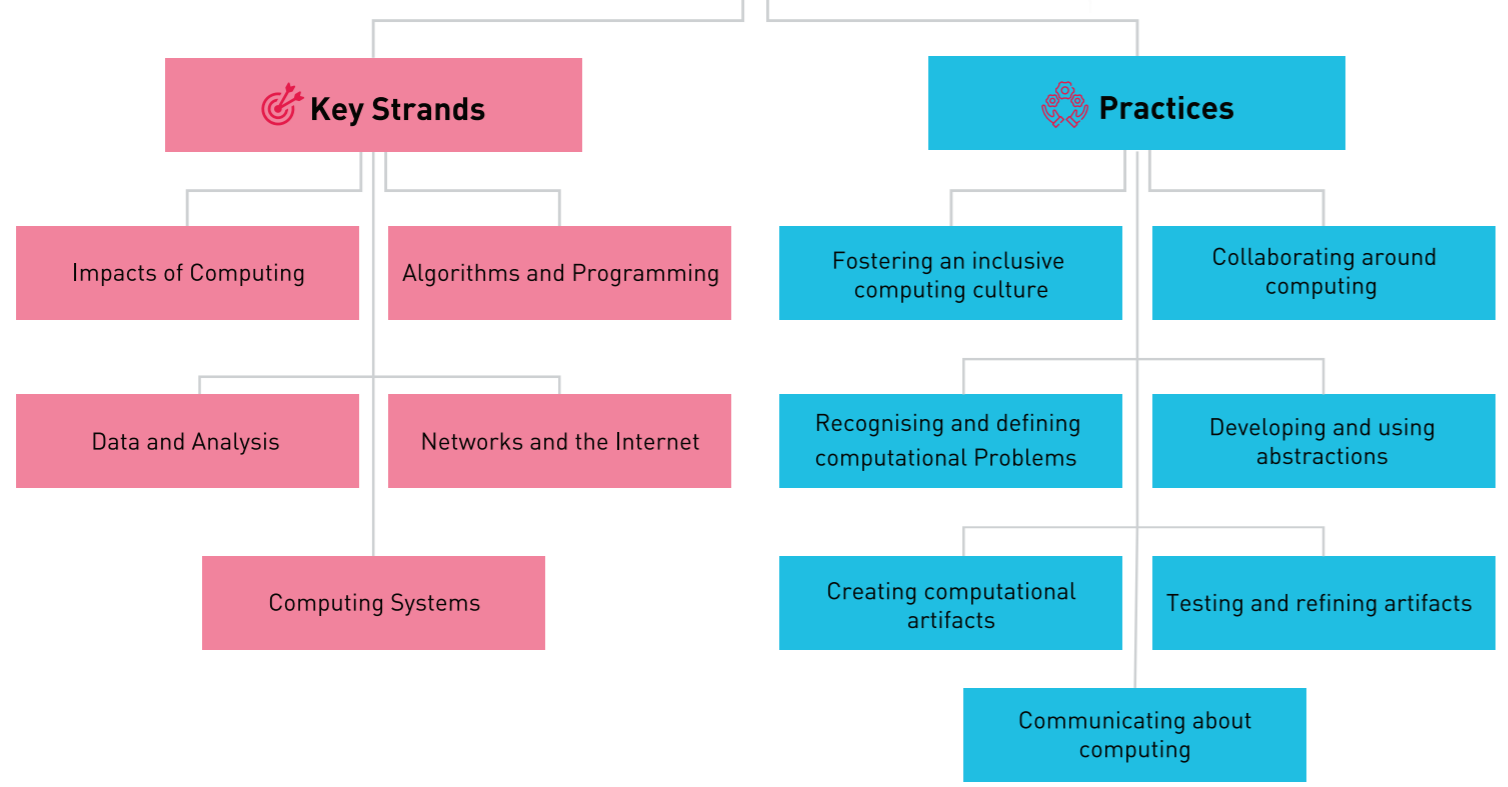 Key Strands
Practices
Impacts of Computing
Algorithms and Programming
Fostering an inclusive
computing culture
Collaborating around
computing
Data and Analysis
Networks and the Internet
Recognising and defining
computational Problems
Developing and using
abstractions
Computing Systems
Creating computational
artifacts
Testing and refining artifacts
Communicating about
computing